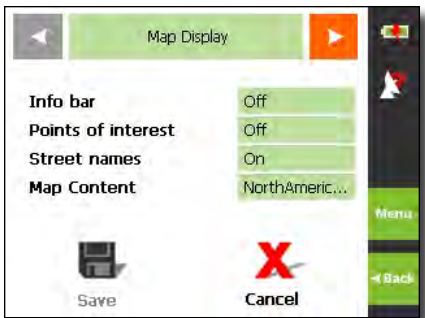 Map Display
Info bar Off
Points of interest Off
Street names On
Map Content NorthAmeric...
Menu
Save Cancel
Back